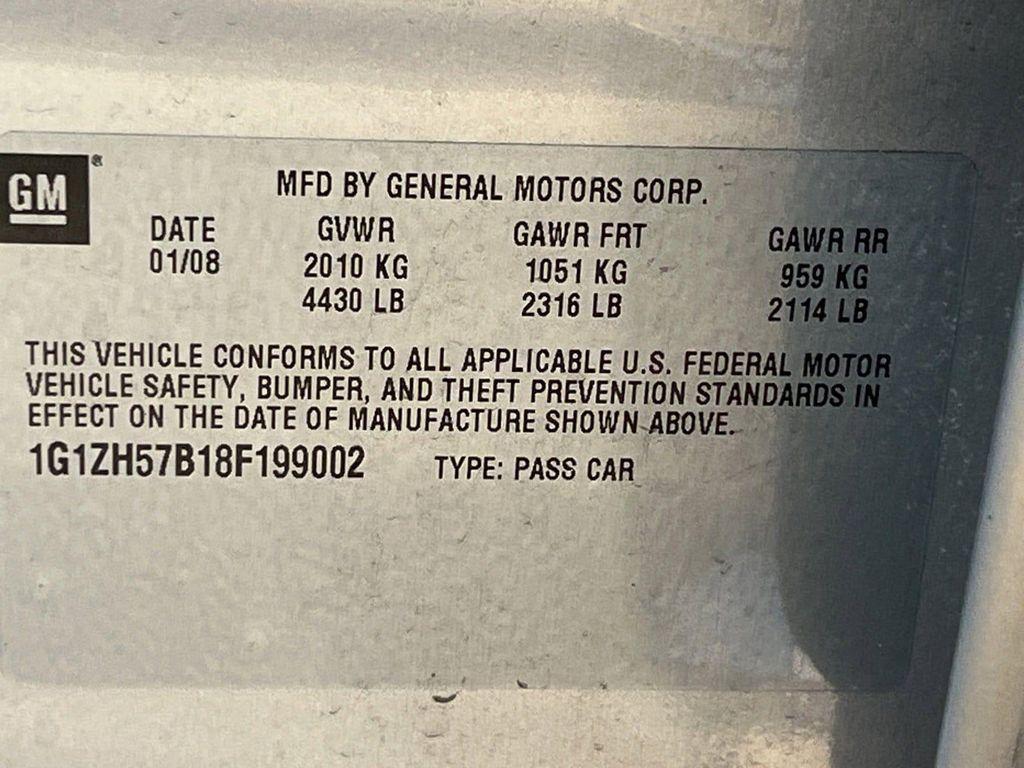 GM®
MFD BY GENERAL MOTORS CORP.
DATE GVWR GAWR FRT GAWR RR
01/08 2010 KG 1051 KG 959 KG
4430 LB 2316 LB 2114 LB
THIS VEHICLE CONFORMS TO ALL APPLICABLE U.S. FEDERAL MOTOR
VEHICLE SAFETY, BUMPER, AND THEFT PREVENTION STANDARDS IN
EFFECT ON THE DATE OF MANUFACTURE SHOWN ABOVE.
1G1ZH57B18F199002 TYPE: PASS CAR